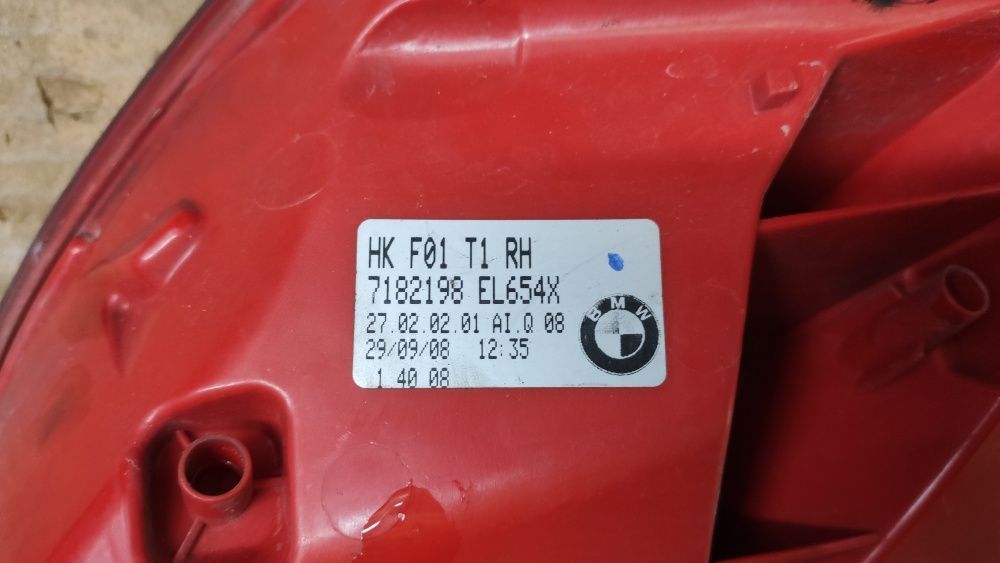 HK F01 T1 RH
7182198 EL654X
27.02.02.01 AI.Q 08
29/09/08 12:35
1 40 08
BMW